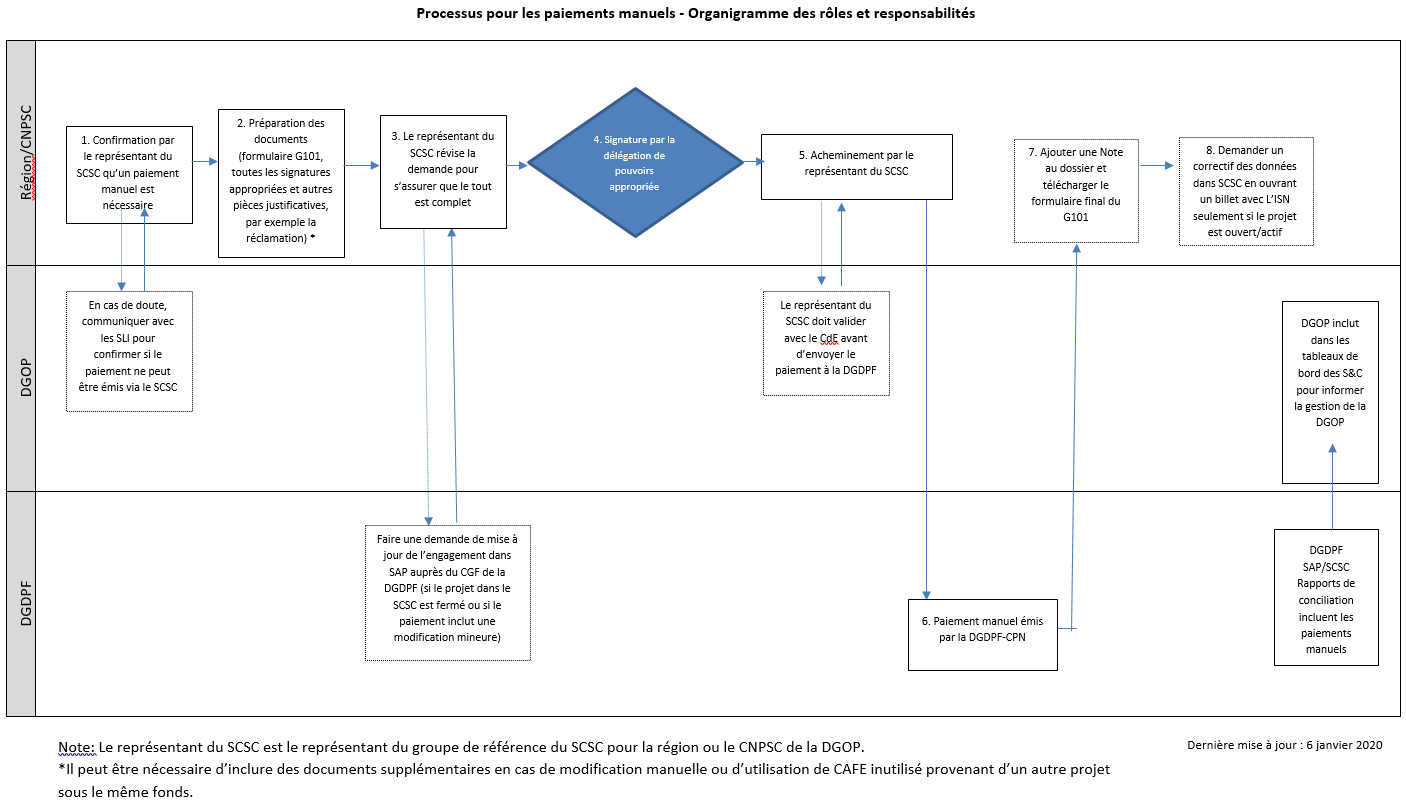 Processus pour les paiements manuels - Organigramme des rôles et responsabilités
Région/CNPSC
1. Confirmation par
le représentant du
SCSC qu'un paiement
manuel est
nécessaire
2. Préparation des
documents
(formulaire G101,
toutes les signatures
appropriées et autres
pièces justificatives,
par exemple la
réclamation) *
3. Le représentant du
SCSC révise la
demande pour
s'assurer que le tout
est complet
4. Signature par la
délégation de
pouvoirs
appropriée
5. Acheminement par le
représentant du SCSC
7. Ajouter une Note
au dossier et
télécharger le
formulaire final du
G101
8. Demander un
correctif des données
dans SCSC en ouvrant
un billet avec L'ISN
seulement si le projet
est ouvert/actif
DGOP
En cas de doute,
communiquer avec
les SLI pour
confirmer si le
paiement ne peut
être émis via le SCSC
Le représentant du
SCSC doit valider
avec le CdE avant
d'envoyer le
paiement à la DGDPF
DGOP inclut
dans les
tableaux de
bord des S&C
pour informer
la gestion de la
DGOP
DGDPF
Faire une demande de mise à
jour de l'engagement dans
SAP auprès du CGF de la
DGDPF (si le projet dans le
SCSC est fermé ou si le
paiement inclut une
modification mineure)
6. Paiement manuel émis
par la DGDPF-CPN
DGDPF
SAP/SCSC
Rapports de
conciliation
incluent les
paiements
manuels
Note: Le représentant du SCSC est le représentant du groupe de référence du SCSC pour la région ou le CNPSC de la DGOP.
Dernière mise à jour : 6 janvier 2020
*Il peut être nécessaire d'inclure des documents supplémentaires en cas de modification manuelle ou d'utilisation de CAFE inutilisé provenant d'un autre projet
sous le même fonds.